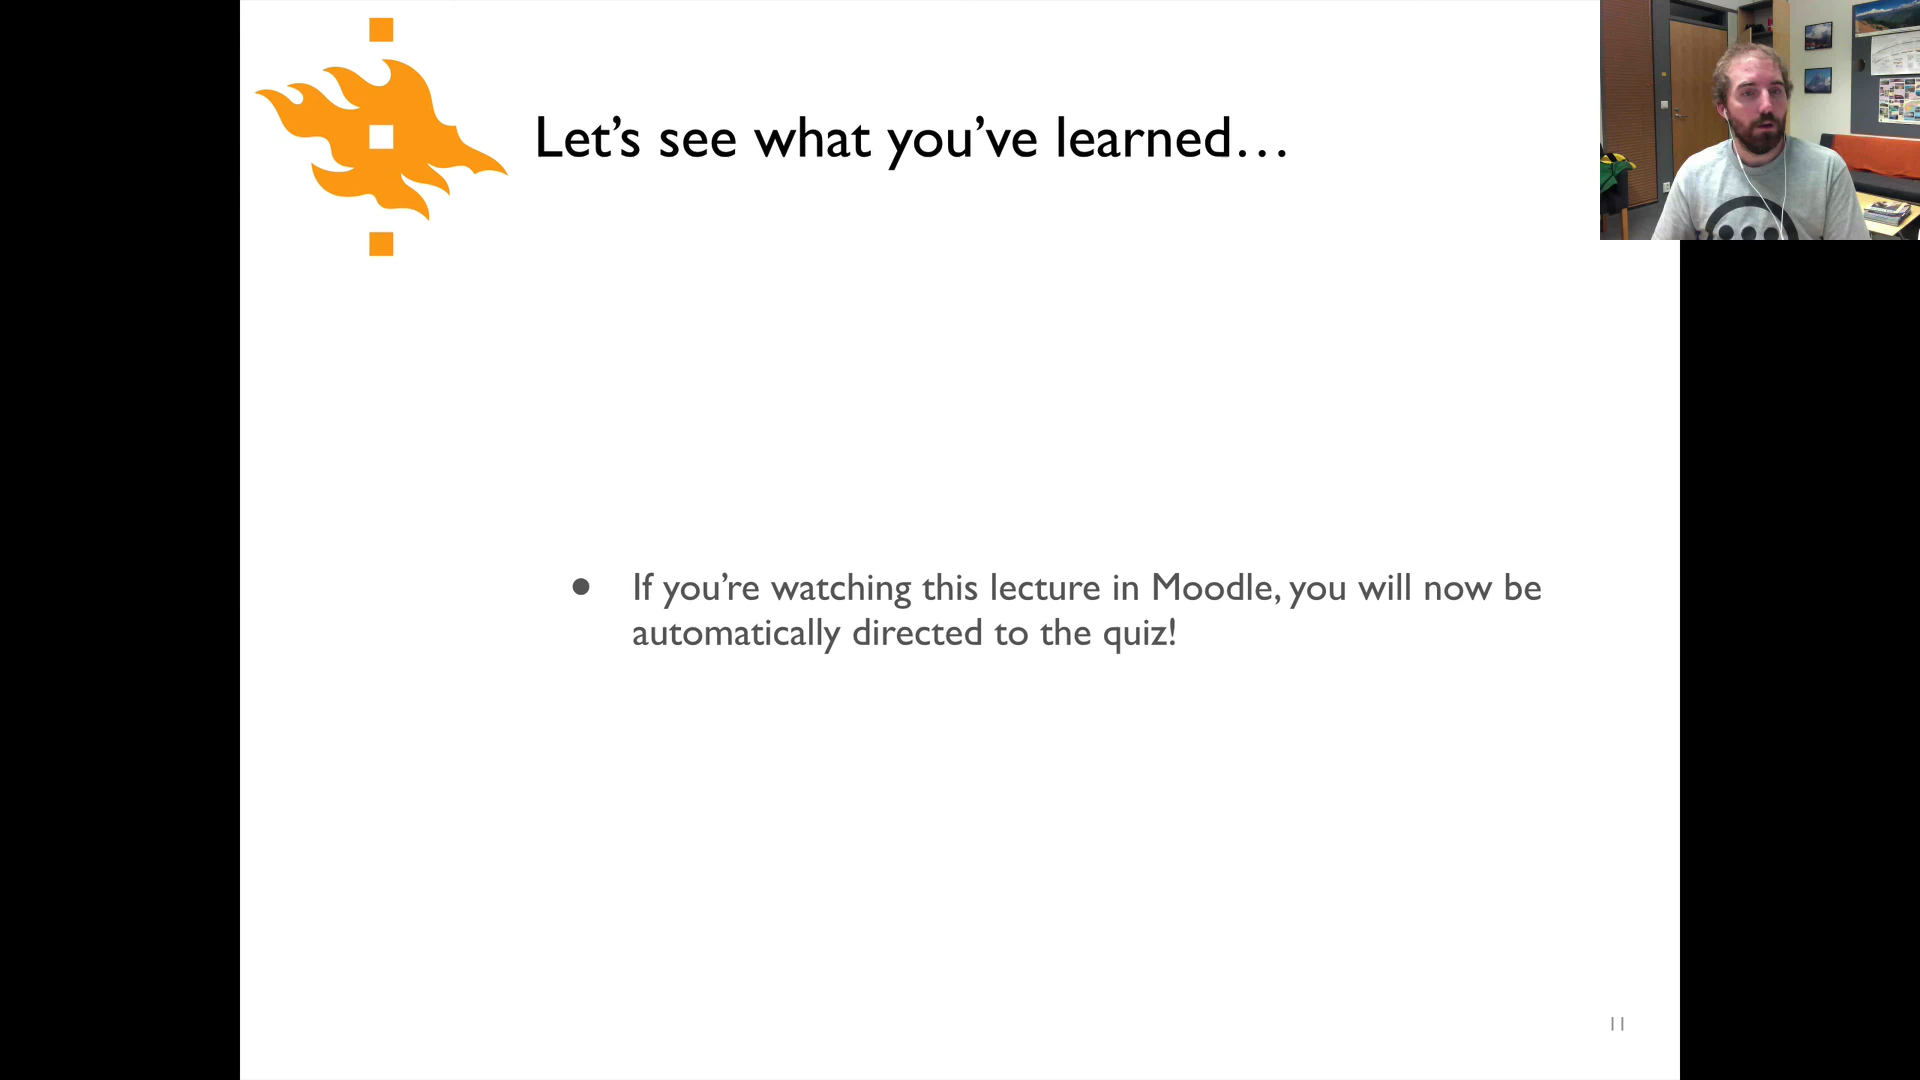 Let’s see what you’ve learned…
● If you’re watching this lecture in Moodle, you will now be
automatically directed to the quiz!
11